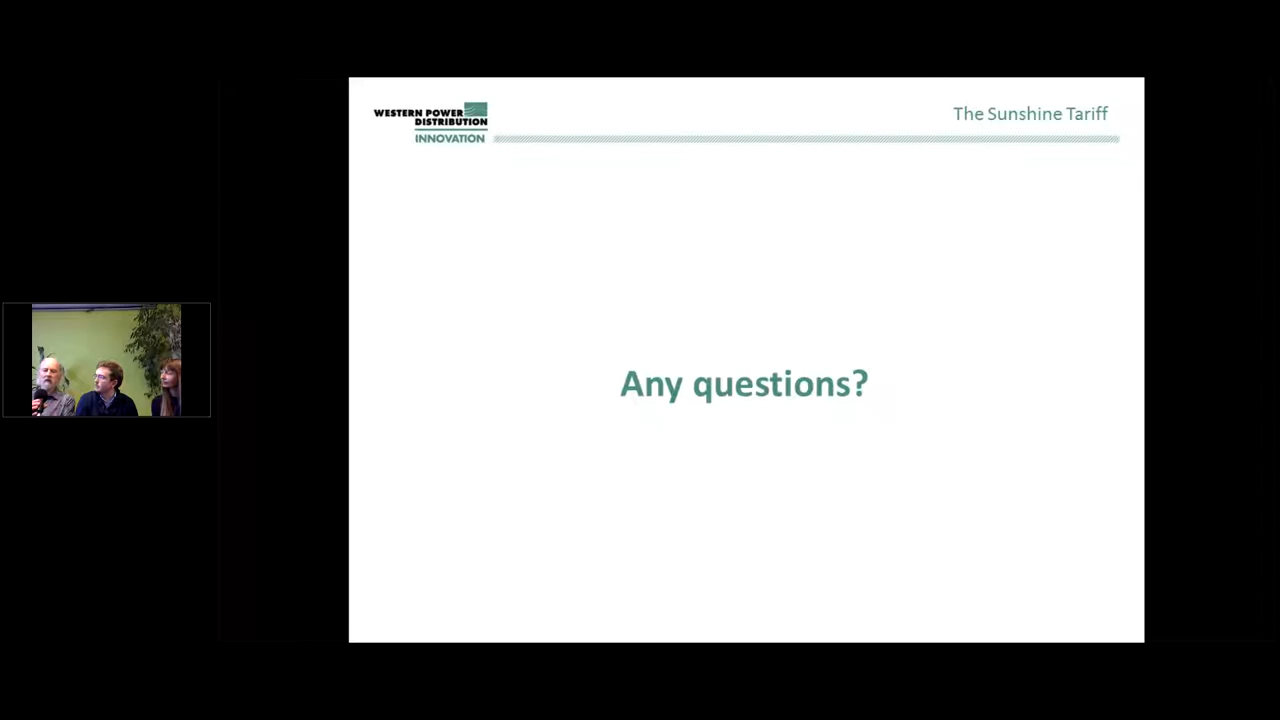 WESTERN POWER
DISTRIBUTION
INNOVATION
The Sunshine Tariff
Any questions?